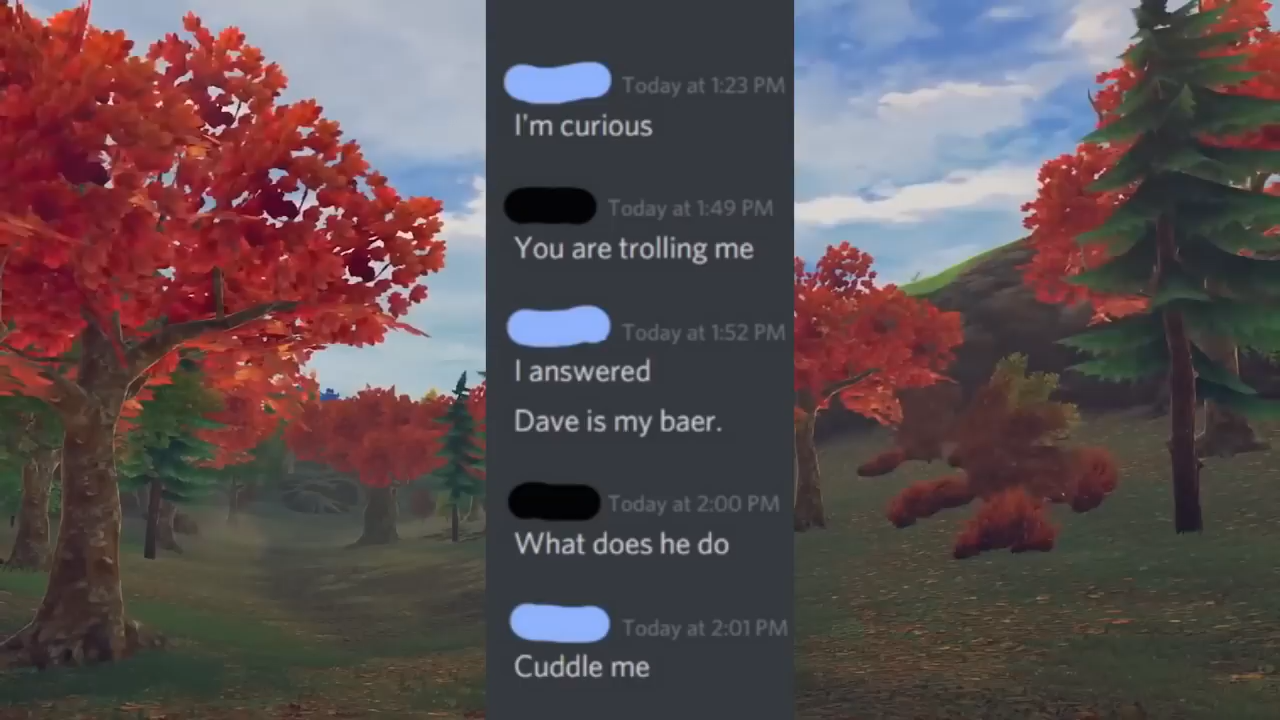 Today at 1:23 PM
I'm curious
Today at 1:49 PM
You are trolling me
Today at 1:52 PM
I answered
Dave is my baer.
Today at 2:00 PM
What does he do
Today at 2:01 PM
Cuddle me